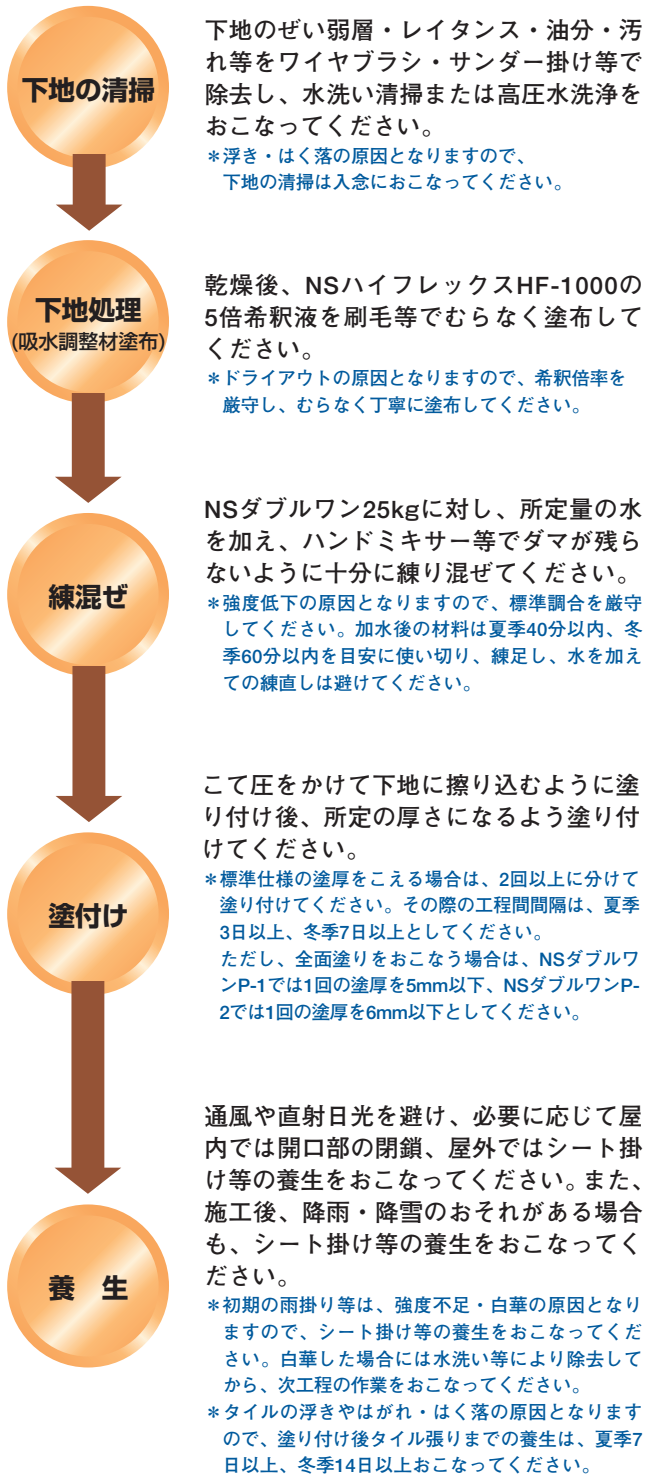 下地の清掃
下地のぜい弱層・レイタンス・油分・汚
れ等をワイヤブラシ・サンダー掛け等で
除去し、水洗い清掃または高圧水洗浄を
おこなってください。
＊浮き・はく落の原因となりますので、
下地の清掃は入念におこなってください。
下地処理
(吸水調整材塗布)
乾燥後、NSハイフレックスHF-1000の
5倍希釈液を刷毛等でむらなく塗布して
ください。
＊ドライアウトの原因となりますので、希釈倍率を
厳守し、むらなく丁寧に塗布してください。
練混ぜ
NSダブルワン25kgに対し、所定量の水
を加え、ハンドミキサー等でダマが残ら
ないように十分に練り混ぜてください。
＊強度低下の原因となりますので、標準調合を厳守
してください。加水後の材料は夏季40分以内、冬
季60分以内を目安に使い切り、練足し、水を加え
ての練直しは避けてください。
塗付け
こて圧をかけて下地に擦り込むように塗
り付け後、所定の厚さになるよう塗り付
けてください。
＊標準仕様の塗厚をこえる場合は、2回以上に分けて
塗り付けてください。その際の工程間間隔は、夏季
3日以上、冬季7日以上としてください。
ただし、全面塗りをおこなう場合は、NSダブルワ
ンP-1では1回の塗厚を5mm以下、NSダブルワンP-
2では1回の塗厚を6mm以下としてください。
養　生
通風や直射日光を避け、必要に応じて屋
内では開口部の閉鎖、屋外ではシート掛
け等の養生をおこなってください。また、
施工後、降雨・降雪のおそれがある場合
も、シート掛け等の養生をおこなってく
ださい。
＊初期の雨掛り等は、強度不足・白華の原因となり
ますので、シート掛け等の養生をおこなってくだ
さい。白華した場合には水洗い等により除去して
から、次工程の作業をおこなってください。
＊タイルの浮きやはがれ・はく落の原因となります
ので、塗り付け後タイル張りまでの養生は、夏季7
日以上、冬季14日以上おこなってください。